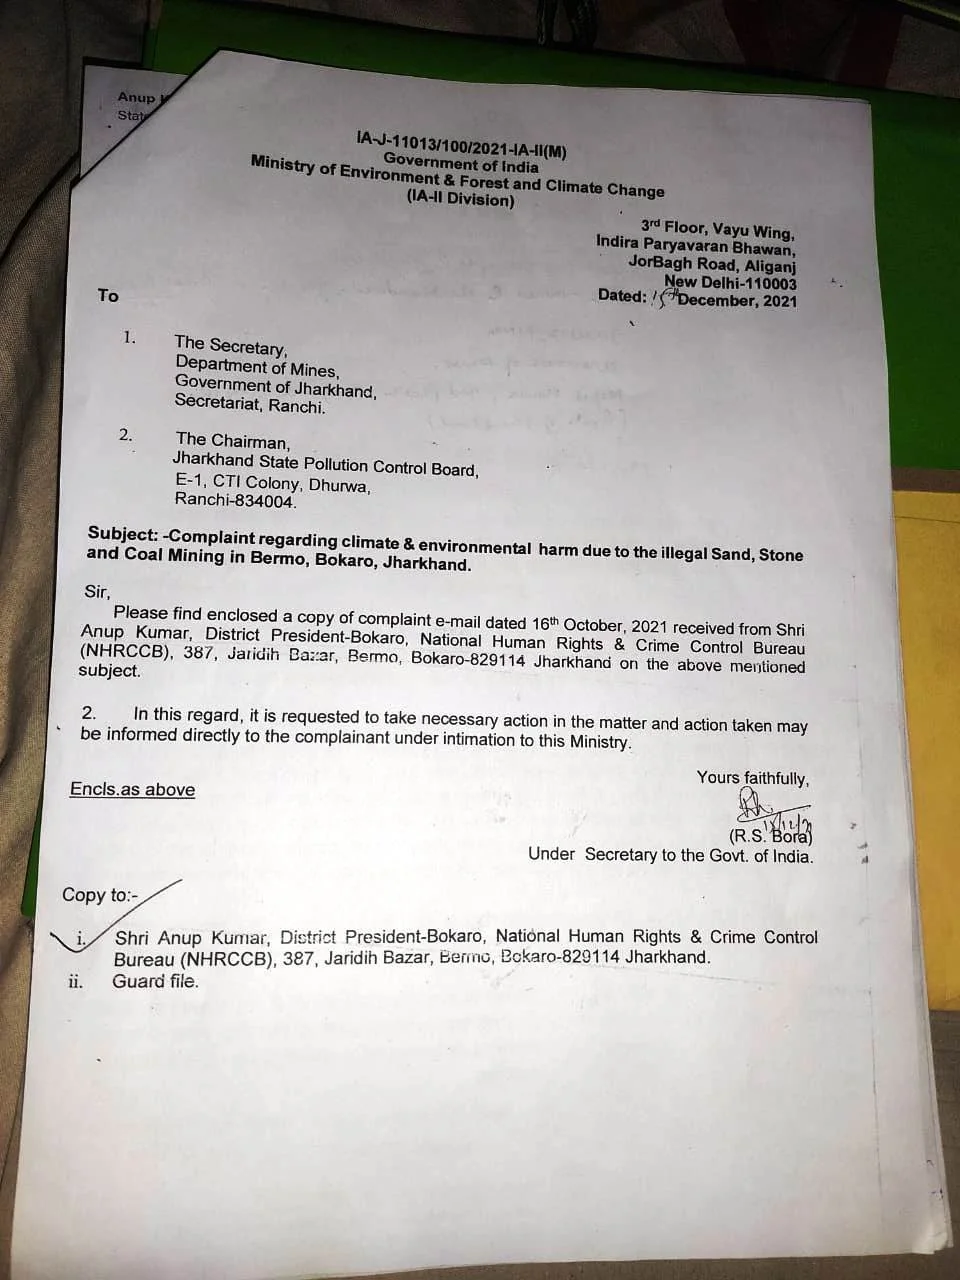 Anup
State
IA-J-11013/100/2021-IA-II(M)
Government of India
Ministry of Environment & Forest and Climate Change
(IA-II Division)
3rd Floor, Vayu Wing,
Indira Paryavaran Bhawan,
JorBagh Road, Aliganj
New Delhi-110003
Dated: 15th December, 2021
To
1. The Secretary,
Department of Mines,
Government of Jharkhand,
Secretariat, Ranchi.
2. The Chairman,
Jharkhand State Pollution Control Board,
E-1, CTI Colony, Dhurwa,
Ranchi-834004.
Subject: -Complaint regarding climate & environmental harm due to the illegal Sand, Stone
and Coal Mining in Bermo, Bokaro, Jharkhand.
Sir,
Please find enclosed a copy of complaint e-mail dated 16th October, 2021 received from Shri
Anup Kumar, District President-Bokaro, National Human Rights & Crime Control Bureau
(NHRCCB), 387, Jaridih Bazar, Bermo, Bokaro-829114 Jharkhand on the above mentioned
subject.
2. In this regard, it is requested to take necessary action in the matter and action taken may
be informed directly to the complainant under intimation to this Ministry.
Yours faithfully,
Encls.as above
(R.S. Bora)
Under Secretary to the Govt. of India.
Copy to:-
i. Shri Anup Kumar, District President-Bokaro, National Human Rights & Crime Control
Bureau (NHRCCB), 387, Jaridih Bazar, Bermo, Bokaro-829114 Jharkhand.
ii. Guard file.